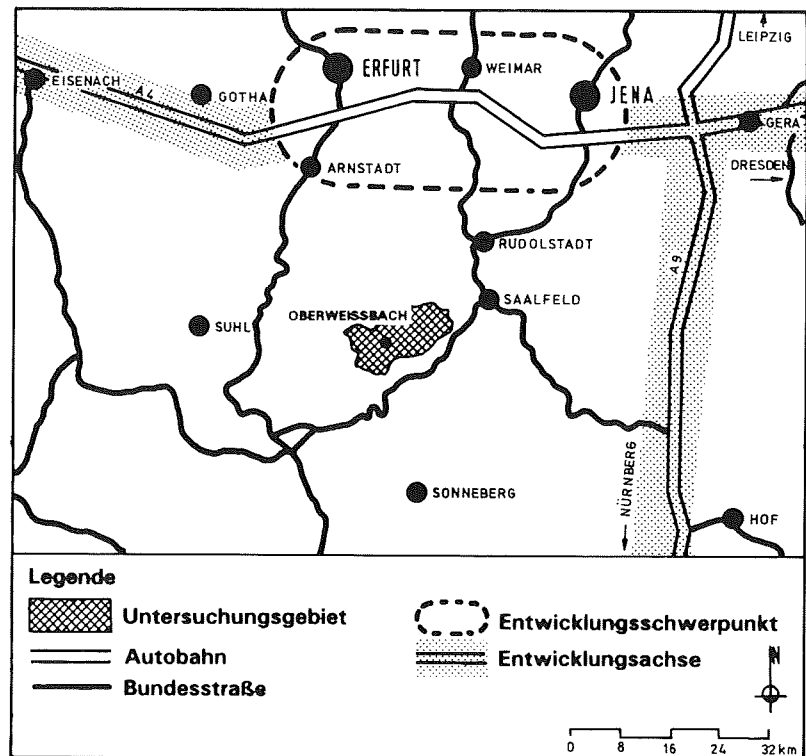 LEIPZIG
EISENACH
A4
GOTHA
ERFURT
WEIMAR
JENA
GERA
ARNSTADT
DRESDEN
RUDOLSTADT
A9
SAALFELD
OBERWEISSBACH
SUHL
SONNEBERG
NÜRNBERG
HOF
Legende
Untersuchungsgebiet
Autobahn
Bundesstraße
Entwicklungsschwerpunkt
Entwicklungsachse
N
0 8 16 24 32 km